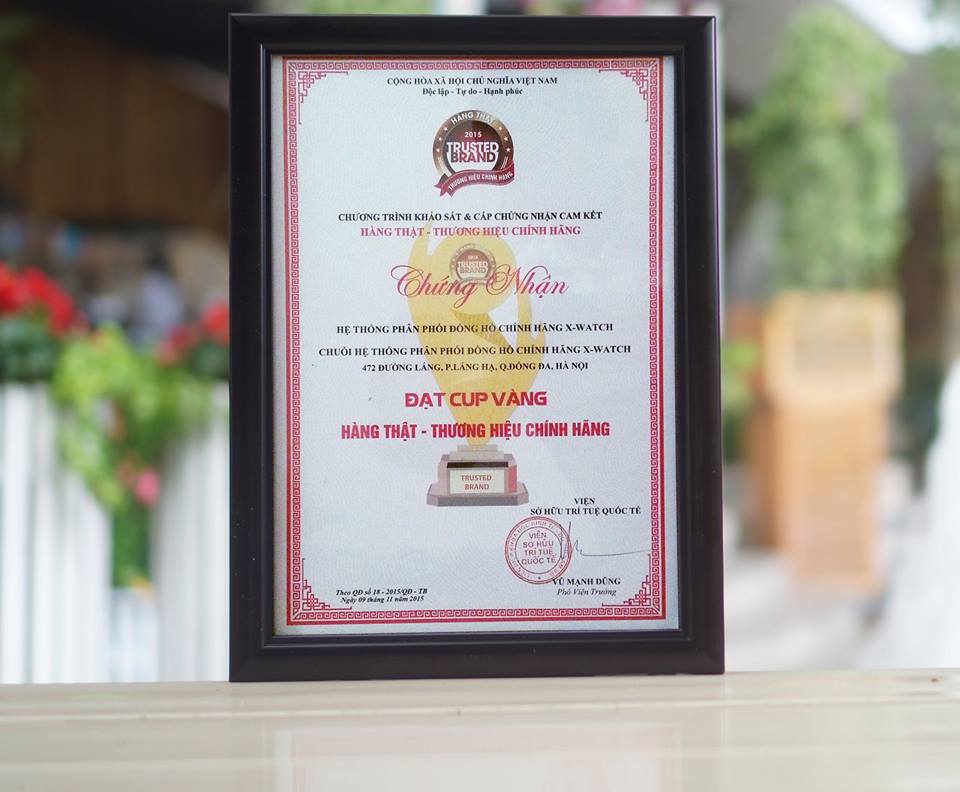 CỘNG HÒA XÃ HỘI CHỦ NGHĨA VIỆT NAM
Độc lập - Tự do - Hạnh phúc
HÀNG THẬT
2015
TRUSTED
BRAND
THƯƠNG HIỆU CHÍNH HÃNG
CHƯƠNG TRÌNH KHẢO SÁT & CẤP CHỨNG NHẬN CAM KẾT
HÀNG THẬT - THƯƠNG HIỆU CHÍNH HÃNG
TRUSTED
BRAND
Chứng Nhận
HỆ THỐNG PHÂN PHỐI ĐỒNG HỒ CHÍNH HÃNG X-WATCH
CHUỖI HỆ THỐNG PHÂN PHỐI ĐỒNG HỒ CHÍNH HÃNG X-WATCH
472 ĐƯỜNG LÁNG, P.LÁNG HẠ, Q.ĐỐNG ĐA, HÀ NỘI
ĐẠT CUP VÀNG
HÀNG THẬT - THƯƠNG HIỆU CHÍNH HÃNG
TRUSTED
BRAND
VIỆN
SỞ HỮU TRÍ TUỆ QUỐC TẾ
VIỆN
SỞ HỮU
TRÍ TUỆ
QUỐC TẾ
VŨ MẠNH DŨNG
Phó Viện Trưởng
Theo QĐ số 18 - 2015/QĐ - TB
Ngày 09 tháng 11 năm 2015